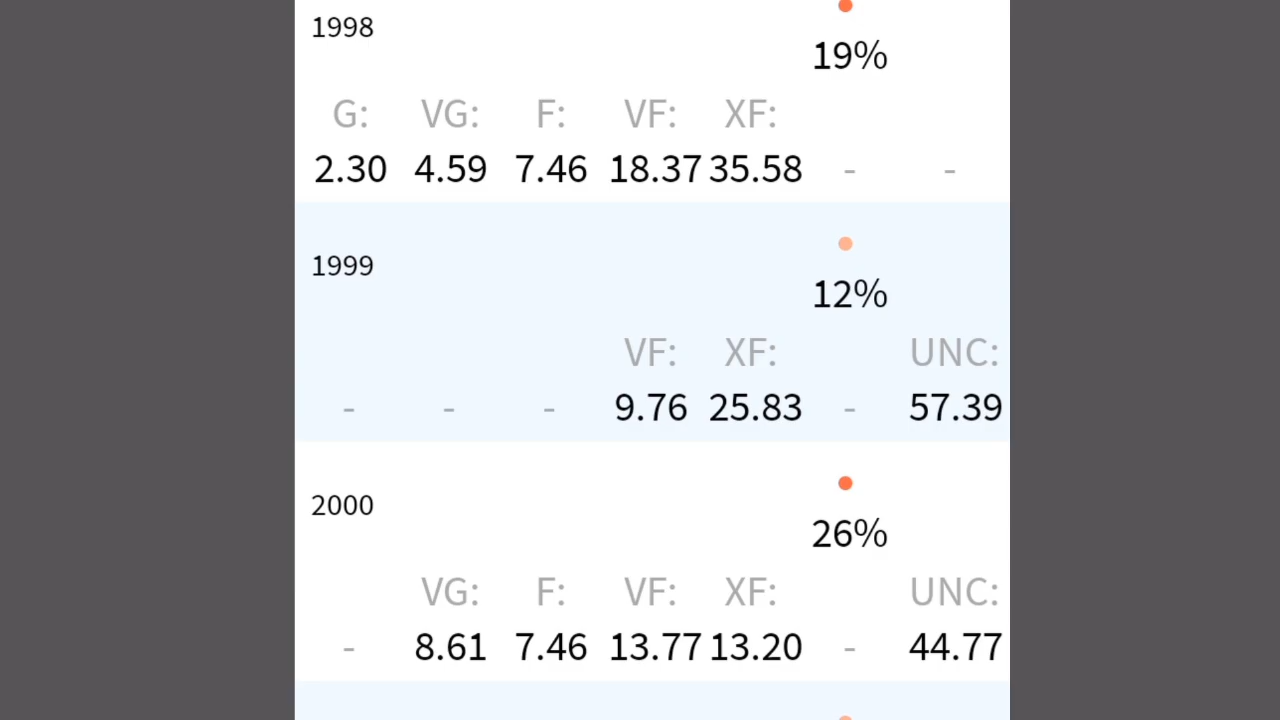 1998
19%
G: VG: F: VF: XF:
2.30 4.59 7.46 18.37 35.58 - -
1999
12%
VF: XF: UNC:
- - - 9.76 25.83 - 57.39
2000
26%
VG: F: VF: XF: UNC:
- 8.61 7.46 13.77 13.20 - 44.77